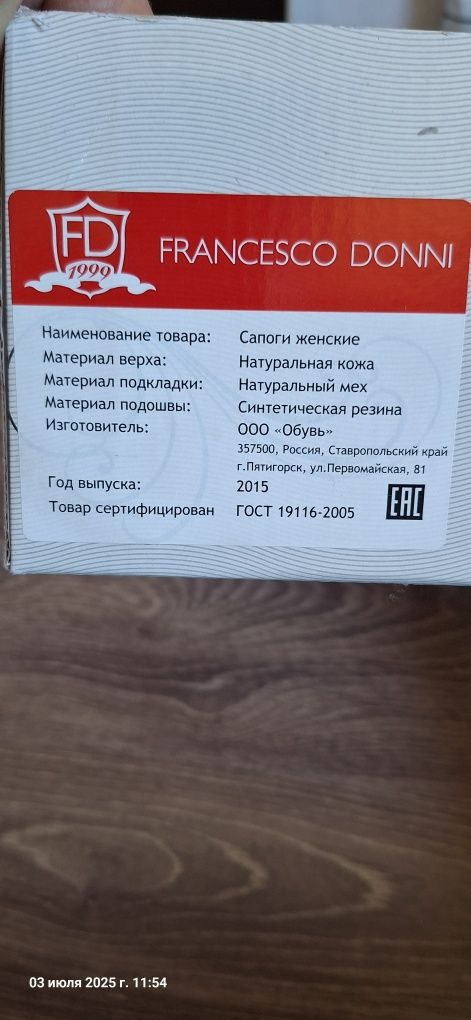 FD
1999
FRANCESCO DONNI
Наименование товара: Сапоги женские
Материал верха: Натуральная кожа
Материал подкладки: Натуральный мех
Материал подошвы: Синтетическая резина
Изготовитель: ООО «Обувь»
357500, Россия, Ставропольский край
г.Пятигорск, ул.Первомайская, 81
Год выпуска: 2015
Товар сертифицирован ГОСТ 19116-2005
EAC
03 июля 2025 г. 11:54